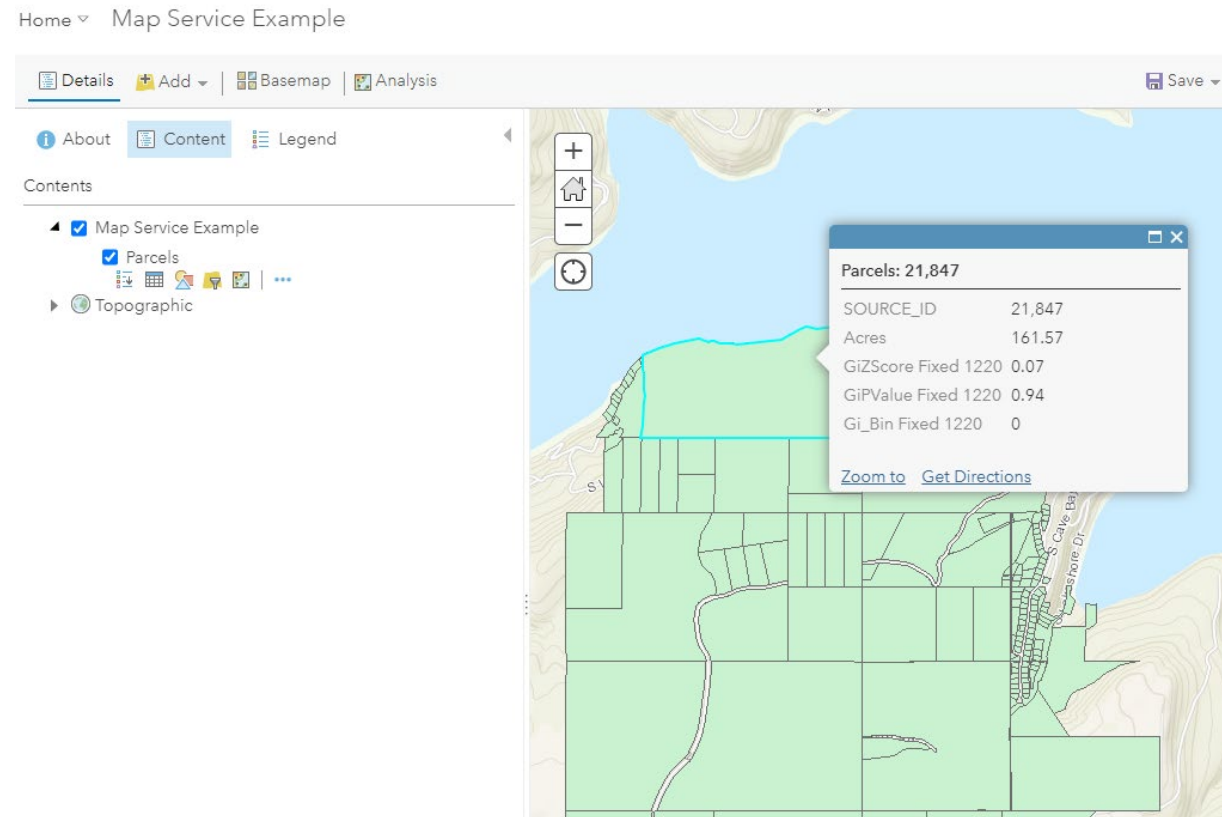 Home Map Service Example
Details Add Basemap Analysis Save
About Content Legend
Contents
Map Service Example
Parcels
Topographic
Parcels: 21,847
SOURCE_ID 21,847
Acres 161.57
GiZScore Fixed 1220 0.07
GiPValue Fixed 1220 0.94
Gi_Bin Fixed 1220 0
Zoom to Get Directions
S Cave Bay